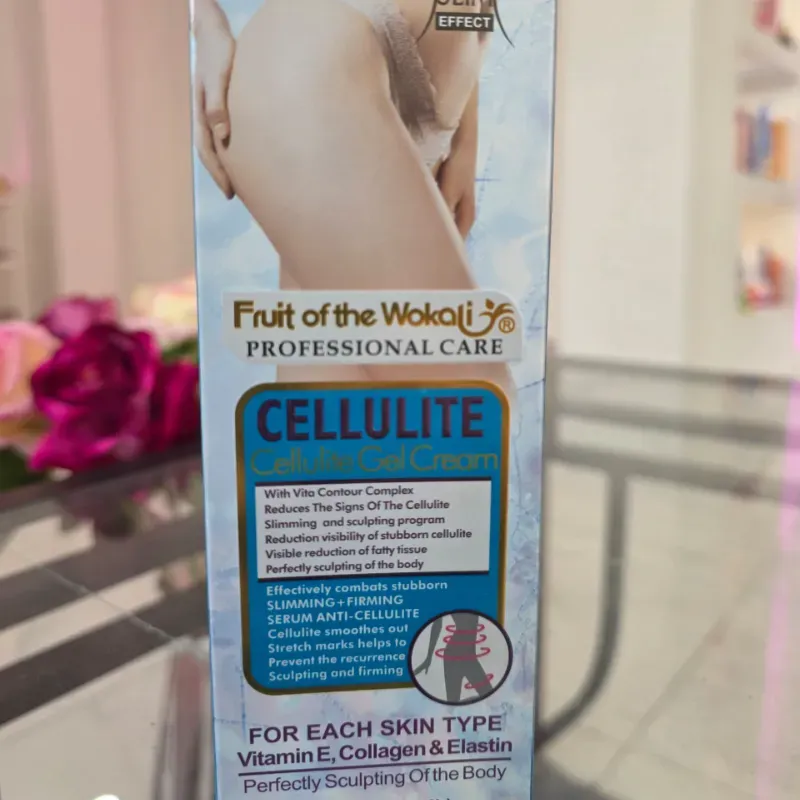 EFFECT
Fruit of the Wokali ®
PROFESSIONAL CARE
CELLULITE
Cellulite Gel Cream
With Vita Contour Complex
Reduces The Signs Of The Cellulite
Slimming and sculpting program
Reduction visibility of stubborn cellulite
Visible reduction of fatty tissue
Perfectly sculpting of the body
Effectively combats stubborn
SLIMMING+FIRMING
SERUM ANTI-CELLULITE
Cellulite smoothes out
Stretch marks helps to
Prevent the recurrence
Sculpting and firming
FOR EACH SKIN TYPE
Vitamin E, Collagen & Elastin
Perfectly Sculpting Of the Body